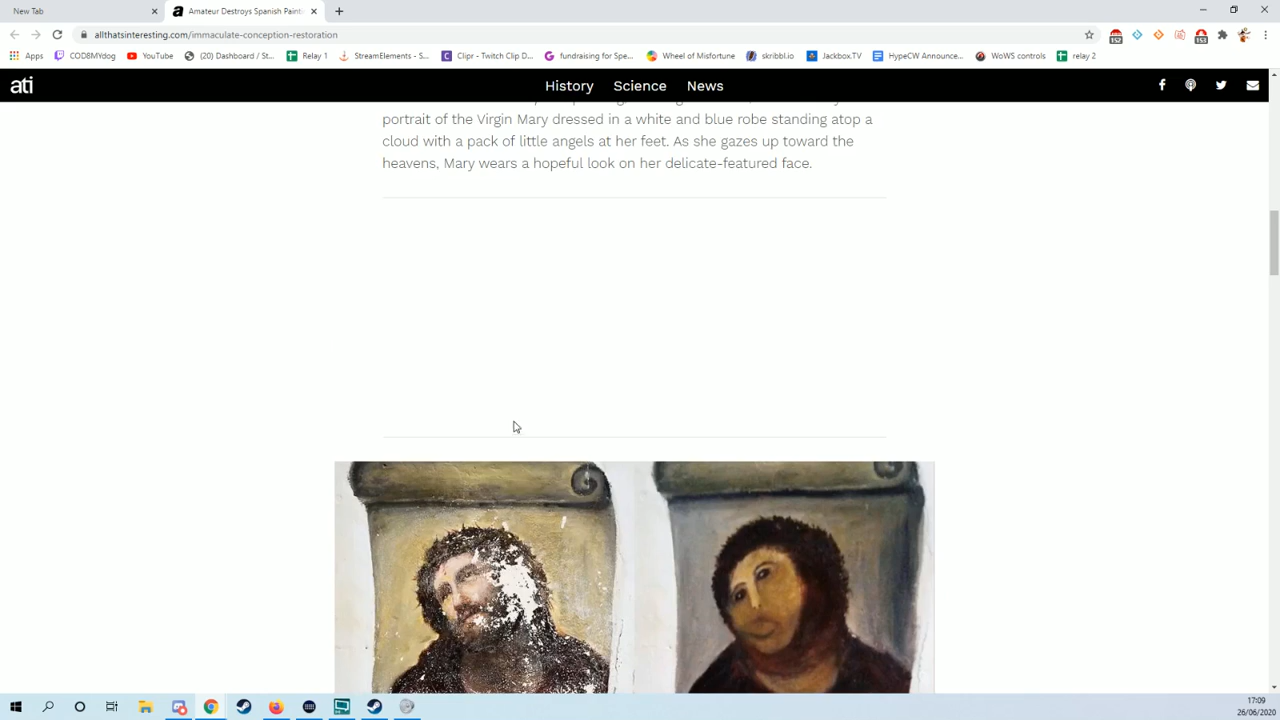 New Tab
Amateur Destroys Spanish Painti
allthatsinteresting.com/immaculate-conception-restoration
Apps
COD8MYdog
YouTube
(20) Dashboard / St...
Relay 1
StreamElements - S...
Clipr - Twitch Clip D...
fundraising for Spe...
Wheel of Misfortune
skribbl.io
Jackbox.TV
HypeCW Announce...
WoWS controls
relay 2
ati
History
Science
News
portrait of the Virgin Mary dressed in a white and blue robe standing atop a
cloud with a pack of little angels at her feet. As she gazes up toward the
heavens, Mary wears a hopeful look on her delicate-featured face.
17:09
26/06/2020